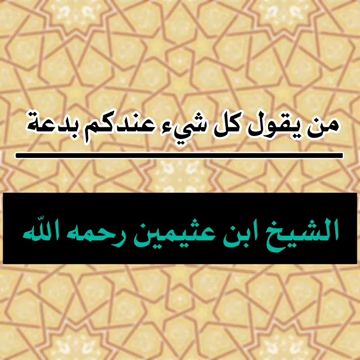 من يقول كل شيء عندكم بدعة
الشيخ ابن عثيمين رحمه الله